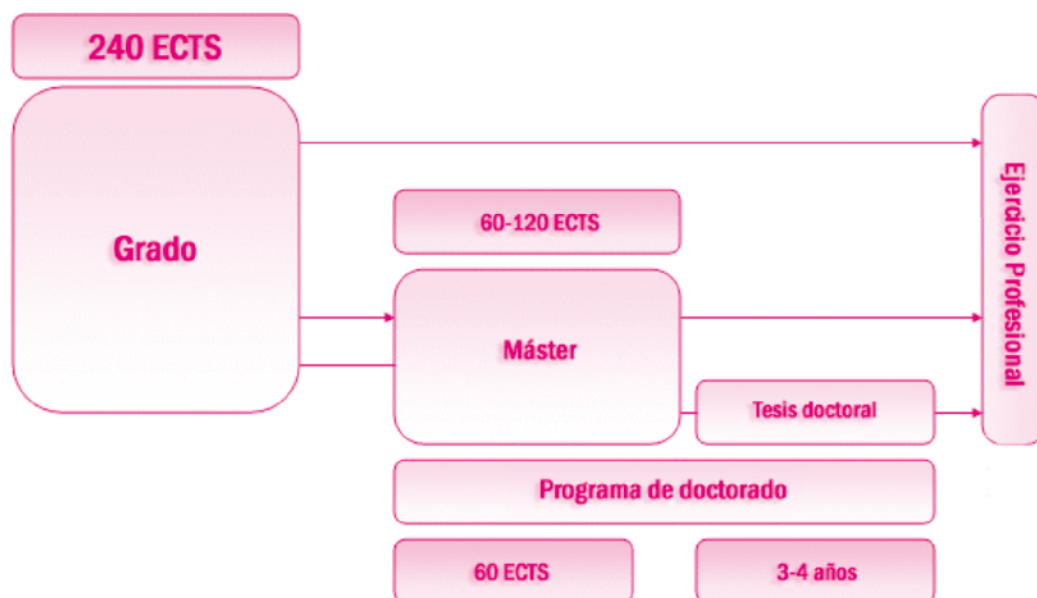 240 ECTS
Grado
60-120 ECTS
Máster
Tesis doctoral
Ejercicio Profesional
Programa de doctorado
60 ECTS
3-4 años